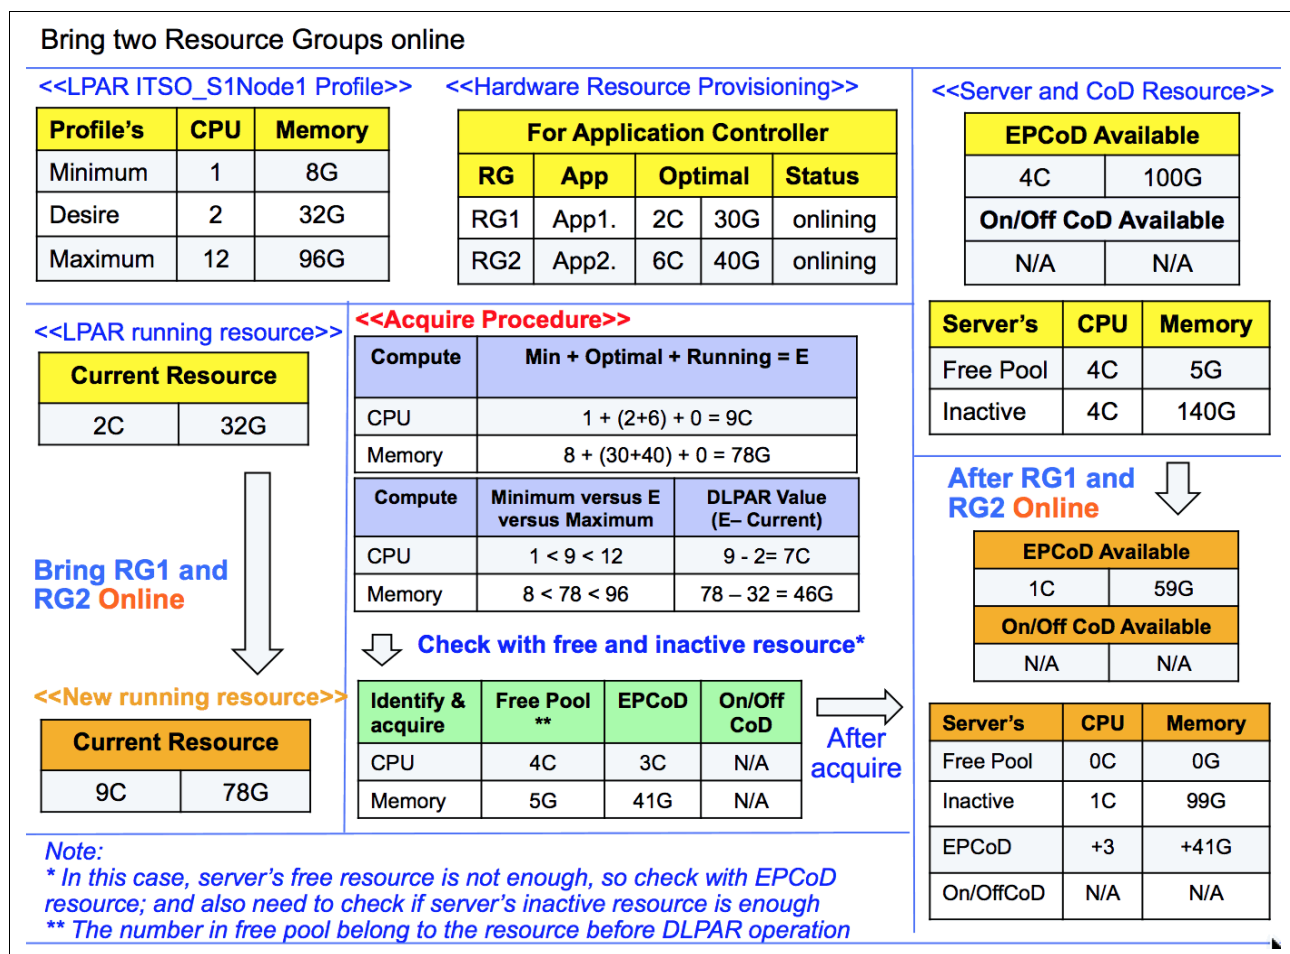 Bring two Resource Groups online
<<LPAR ITSO_S1Node1 Profile>>
Profile's CPU Memory
Minimum 1 8G
Desire 2 32G
Maximum 12 96G
<<Hardware Resource Provisioning>>
For Application Controller
RG App Optimal Status
RG1 App1. 2C 30G onlining
RG2 App2. 6C 40G onlining
<<Server and CoD Resource>>
EPCoD Available
4C 100G
On/Off CoD Available
N/A N/A
Server's CPU Memory
Free Pool 4C 5G
Inactive 4C 140G
<<LPAR running resource>>
Current Resource
2C 32G
Bring RG1 and
RG2 Online
<<New running resource>>
Current Resource
9C 78G
<<Acquire Procedure>>
Compute Min + Optimal + Running = E
CPU 1 + (2+6) + 0 = 9C
Memory 8 + (30+40) + 0 = 78G
Compute Minimum versus E DLPAR Value
versus Maximum (E– Current)
CPU 1 < 9 < 12 9 - 2= 7C
Memory 8 < 78 < 96 78 – 32 = 46G
Check with free and inactive resource*
Identify & Free Pool EPCoD On/Off
acquire ** CoD
CPU 4C 3C N/A
Memory 5G 41G N/A
After
acquire
After RG1 and
RG2 Online
EPCoD Available
1C 59G
On/Off CoD Available
N/A N/A
Server's CPU Memory
Free Pool 0C 0G
Inactive 1C 99G
EPCoD +3 +41G
On/OffCoD N/A N/A
Note:
* In this case, server's free resource is not enough, so check with EPCoD
resource; and also need to check if server's inactive resource is enough
** The number in free pool belong to the resource before DLPAR operation